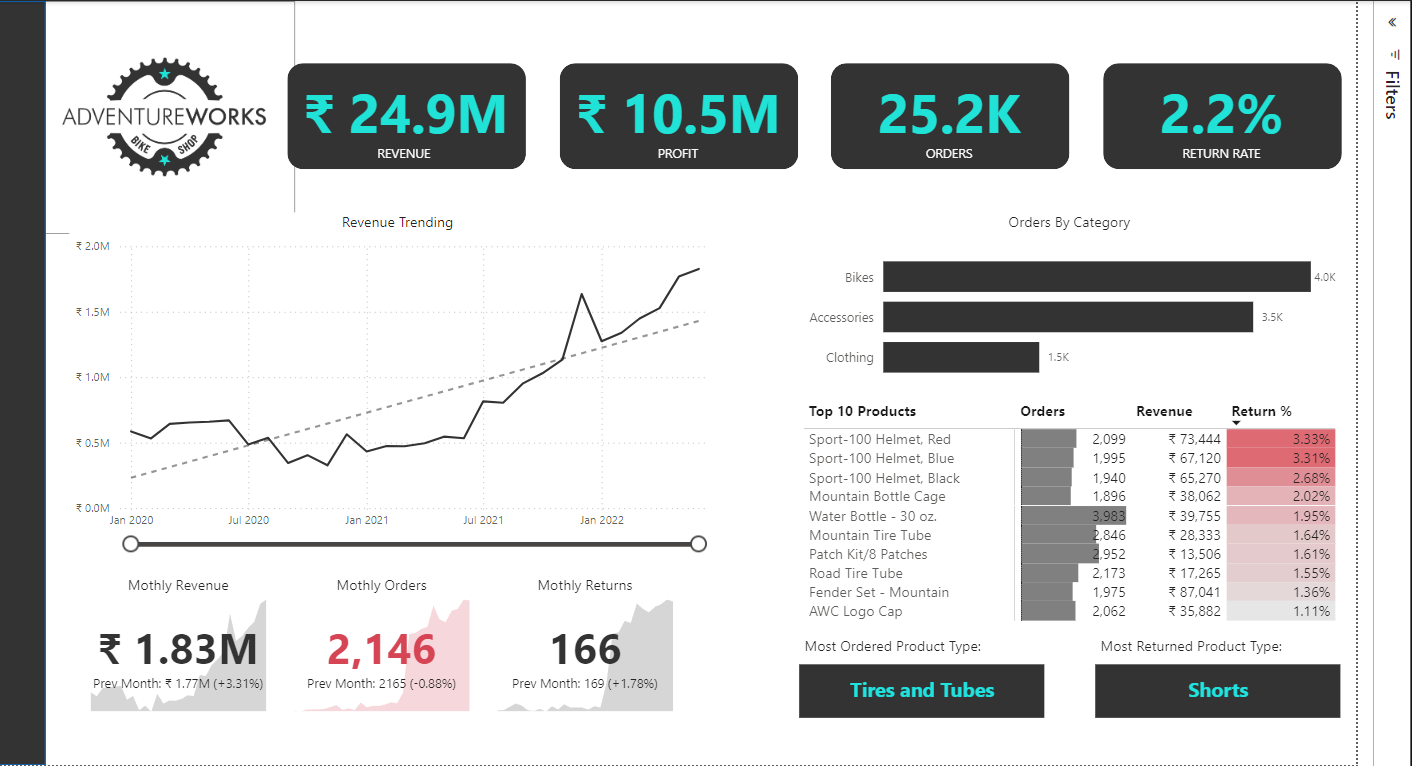 ADVENTUREWORKS
BIKE SHOP
₹ 24.9M
REVENUE
₹ 10.5M
PROFIT
25.2K
ORDERS
2.2%
RETURN RATE
Filters
Revenue Trending
₹ 2.0M
₹ 1.5M
₹ 1.0M
₹ 0.5M
₹ 0.0M
Jan 2020 Jul 2020 Jan 2021 Jul 2021 Jan 2022
Orders By Category
Bikes 4.0K
Accessories 3.5K
Clothing 1.5K
Top 10 Products Orders Revenue Return %
Sport-100 Helmet, Red 2,099 ₹ 73,444 3.33%
Sport-100 Helmet, Blue 1,995 ₹ 67,120 3.31%
Sport-100 Helmet, Black 1,940 ₹ 65,270 2.68%
Mountain Bottle Cage 1,896 ₹ 38,062 2.02%
Water Bottle - 30 oz. 3,983 ₹ 39,755 1.95%
Mountain Tire Tube 2,846 ₹ 28,333 1.64%
Patch Kit/8 Patches 2,952 ₹ 13,506 1.61%
Road Tire Tube 2,173 ₹ 17,265 1.55%
Fender Set - Mountain 1,975 ₹ 87,041 1.36%
AWC Logo Cap 2,062 ₹ 35,882 1.11%
Mothly Revenue
₹ 1.83M
Prev Month: ₹ 1.77M (+3.31%)
Mothly Orders
2,146
Prev Month: 2165 (-0.88%)
Mothly Returns
166
Prev Month: 169 (+1.78%)
Most Ordered Product Type:
Tires and Tubes
Most Returned Product Type:
Shorts